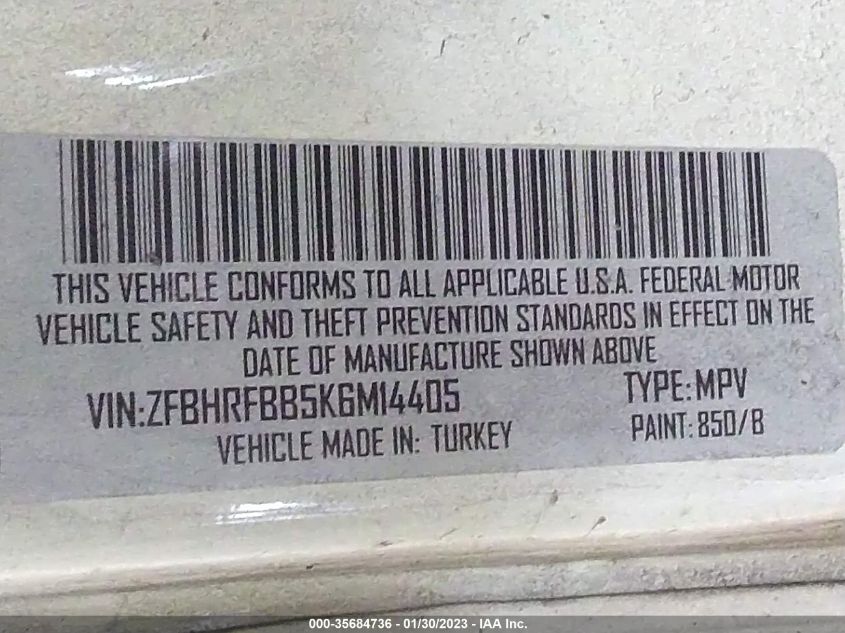 THIS VEHICLE CONFORMS TO ALL APPLICABLE U.S.A. FEDERAL MOTOR
VEHICLE SAFETY AND THEFT PREVENTION STANDARDS IN EFFECT ON THE
DATE OF MANUFACTURE SHOWN ABOVE
VIN:ZFBHRFBB5K6M14405 TYPE:MPV
VEHICLE MADE IN: TURKEY PAINT:850/B
000-35684736 - 01/30/2023 - IAA Inc.